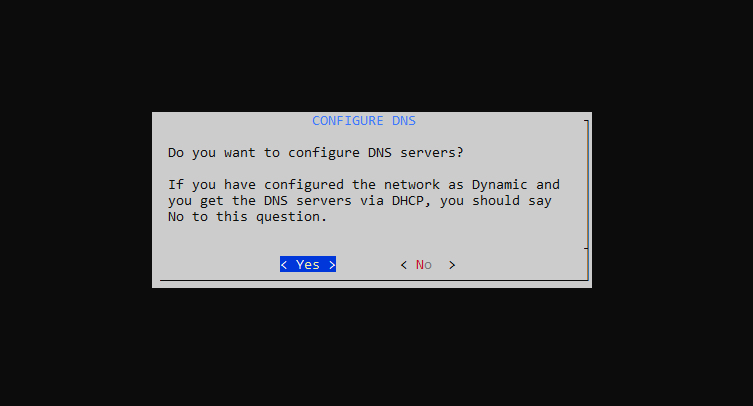 CONFIGURE DNS
Do you want to configure DNS servers?
If you have configured the network as Dynamic and
you get the DNS servers via DHCP, you should say
No to this question.
< Yes > < No >